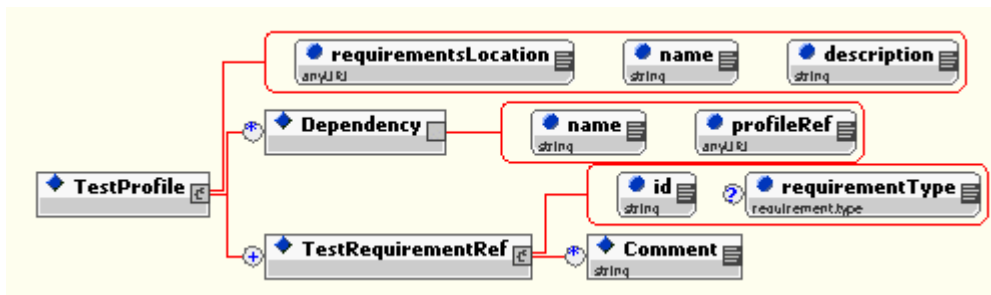 requirementsLocation
anyURI
name
string
description
string
* Dependency
name
string
profileRef
anyURI
TestProfile
id
string
? requirementType
requirement.type
+ TestRequirementRef
* Comment
string